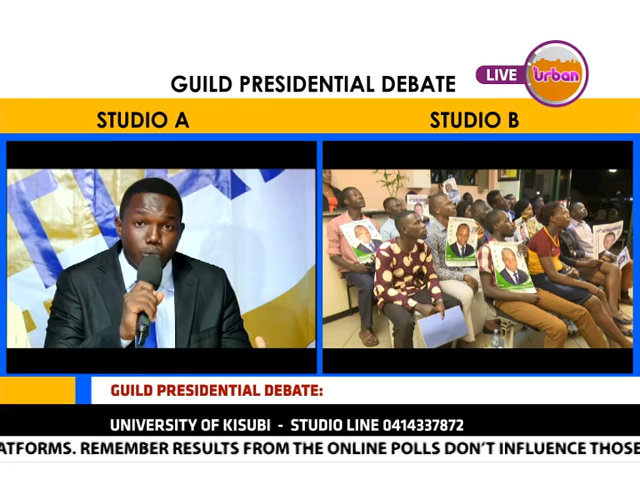 LIVE
Urban
GUILD PRESIDENTIAL DEBATE
STUDIO A
STUDIO B
GUILD PRESIDENTIAL DEBATE:
UNIVERSITY OF KISUBI - STUDIO LINE 0414337872
ATFORMS. REMEMBER RESULTS FROM THE ONLINE POLLS DON'T INFLUENCE THOSE